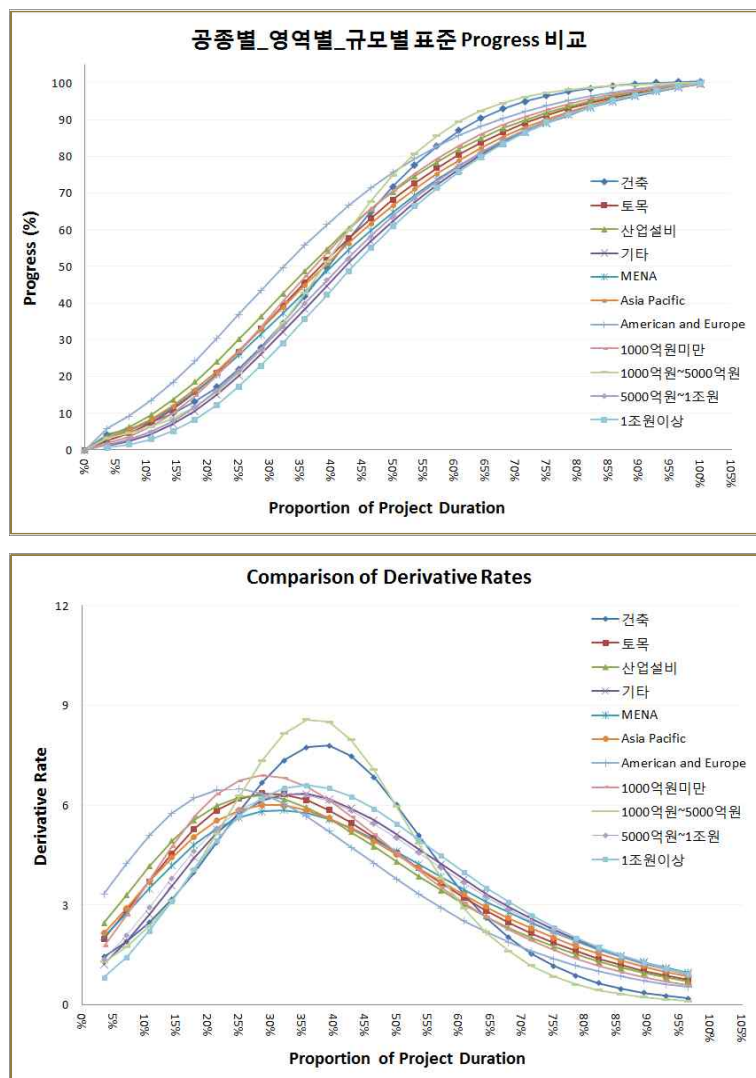 공종별_영역별_규모별 표준 Progress 비교
100
90
80
70
60
50
40
30
20
10
0
Progress (%)
건축
토목
산업설비
기타
MENA
Asia Pacific
American and Europe
1000억원미만
1000억원~5000억원
5000억원~1조원
1조원이상
0% 5% 10% 15% 20% 25% 30% 35% 40% 45% 50% 55% 60% 65% 70% 75% 80% 85% 90% 95% 100% 105%
Proportion of Project Duration
Comparison of Derivative Rates
12
9
6
3
0
Derivative Rate
건축
토목
산업설비
기타
MENA
Asia Pacific
American and Europe
1000억원미만
1000억원~5000억원
5000억원~1조원
1조원이상
0% 5% 10% 15% 20% 25% 30% 35% 40% 45% 50% 55% 60% 65% 70% 75% 80% 85% 90% 95% 100% 105%
Proportion of Project Duration